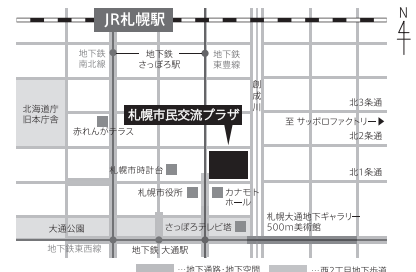 JR札幌駅
N
地下鉄
南北線
地下鉄
さっぽろ駅
地下鉄
東豊線
創成川
北海道庁
旧本庁舎
赤れんがテラス
札幌市民交流プラザ
北3条通
至 サッポロファクトリー▶
北2条通
札幌市時計台
北1条通
札幌市役所
カナモト
ホール
大通公園
さっぽろテレビ塔
札幌大通地下ギャラリー
500m美術館
地下鉄東西線
地下鉄 大通駅
…地下通路・地下空間
…西2丁目地下歩道